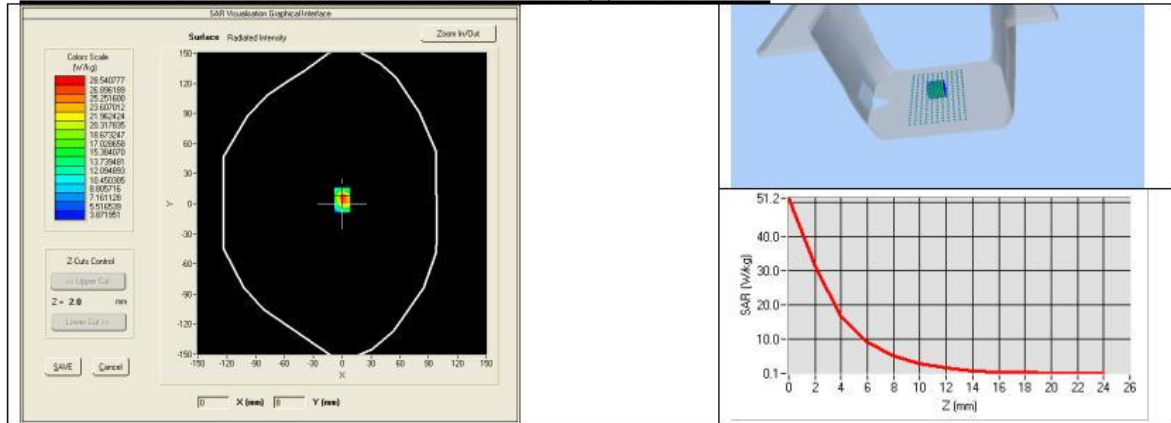 SAR Visualisation Graphical Interface
Surface Radiated Intensity
Zoom In/Out
Colors Scale
(W/kg)
28.540777
26.896189
25.251600
23.607012
21.962424
20.317835
18.673247
17.028658
15.384070
13.739481
12.094893
10.450305
8.805716
7.161128
5.516539
3.871951
150
120
90
60
30
0
-30
-60
-90
-120
-150
Y
-150 -120 -90 -60 -30 0 30 60 90 120 150
X
Z-Cuts Control
<< Upper Cut
Z = 2.0 mm
Lower Cut >>
SAVE Cancel
0 X (mm) 8 Y (mm)
51.2
40.0
30.0
20.0
10.0
0.1
SAR (W/kg)
0 2 4 6 8 10 12 14 16 18 20 22 24 26
Z (mm)